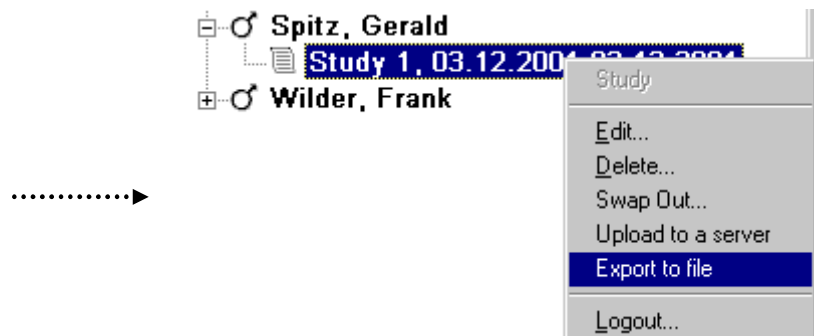 Spitz, Gerald
Study 1, 03.12.2001
Wilder, Frank
Study
Edit...
Delete...
Swap Out...
Upload to a server
Export to file
Logout...